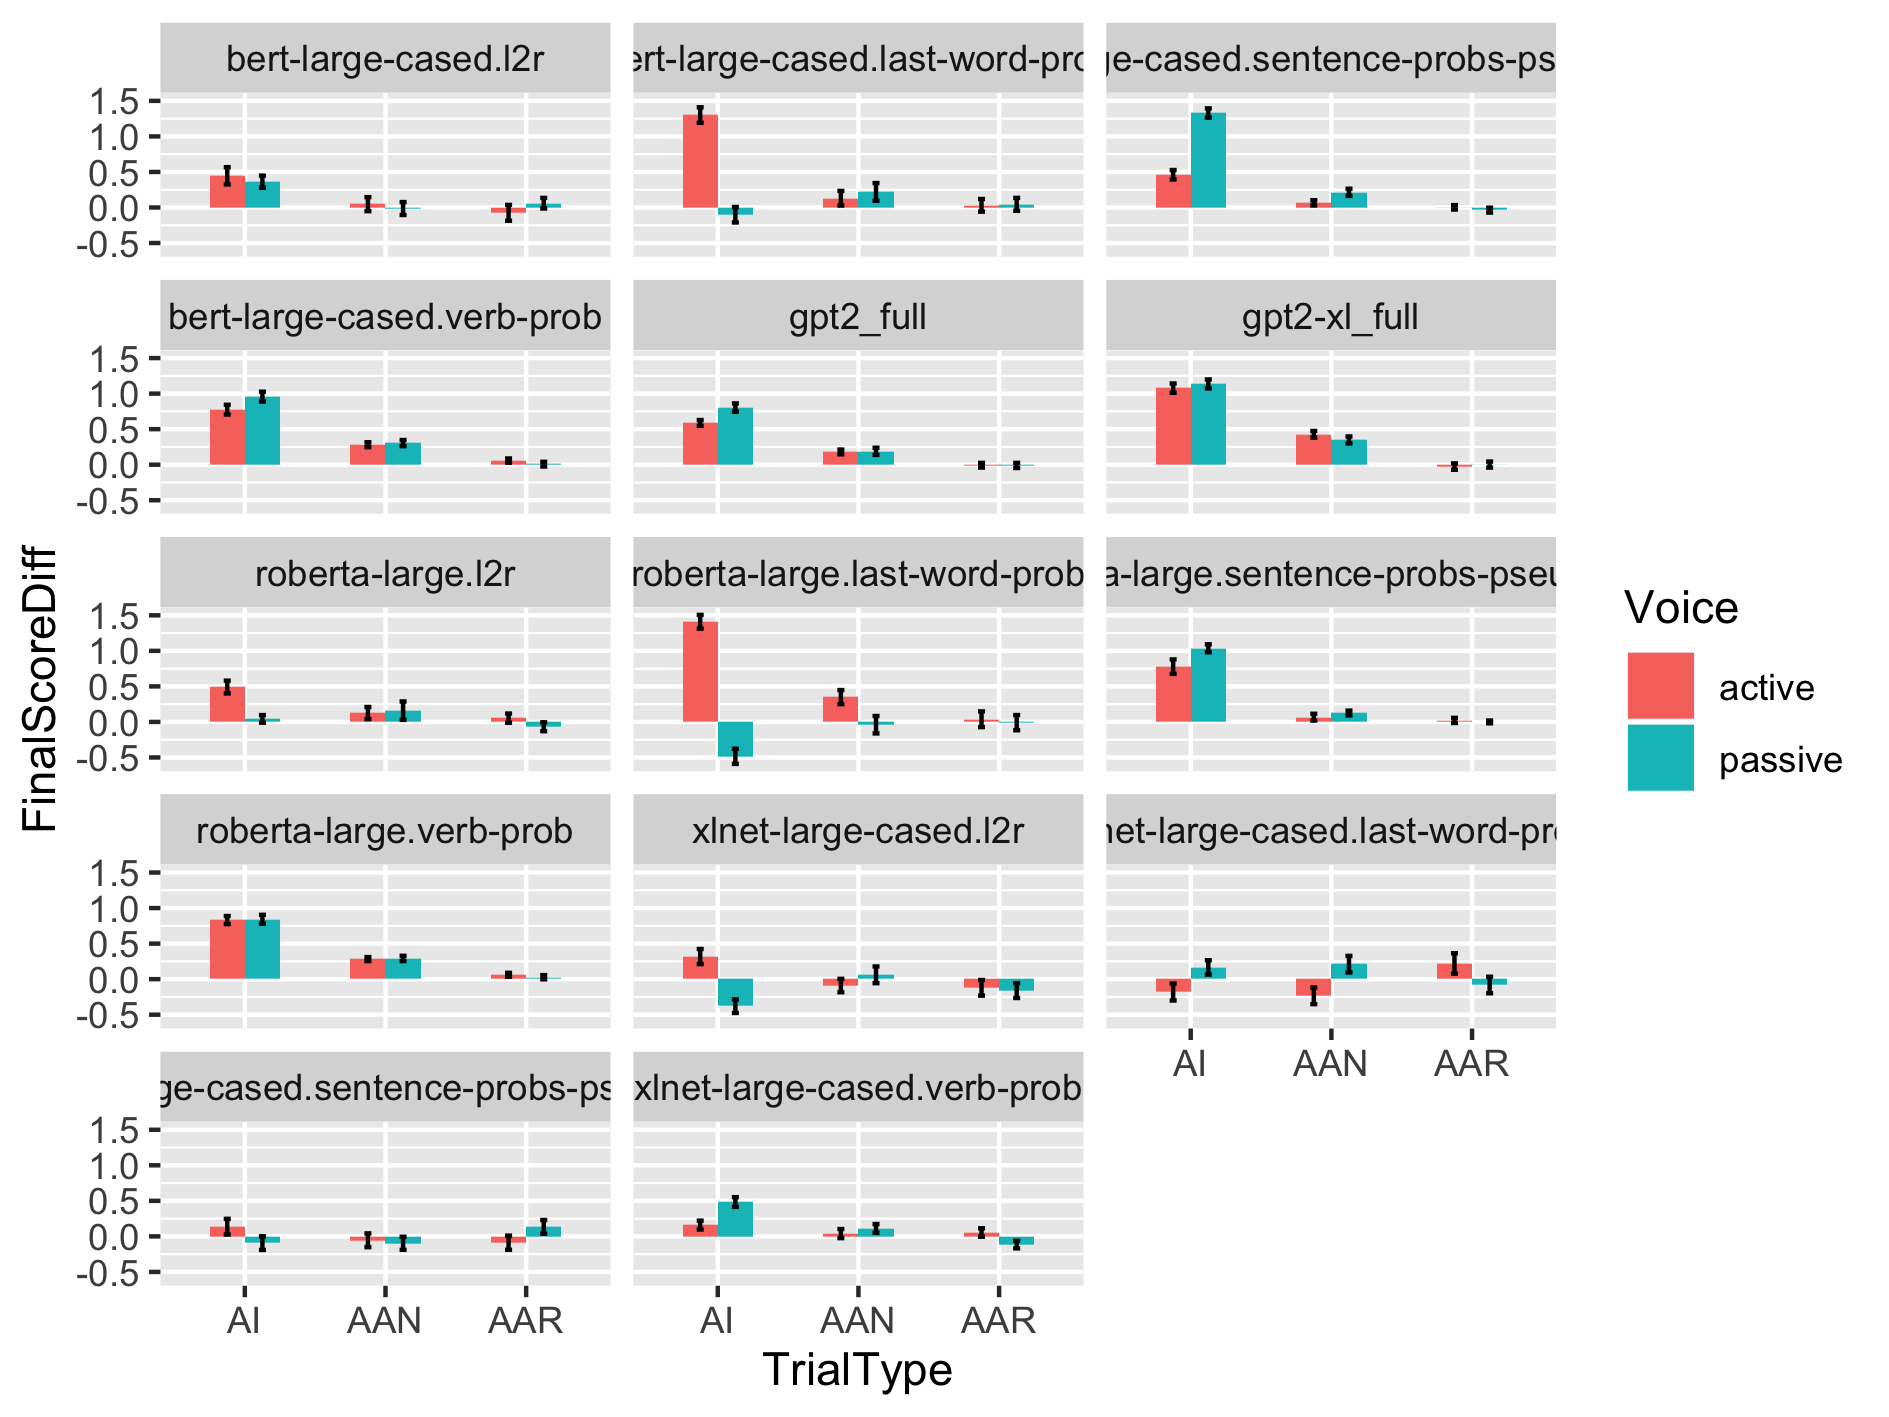 bert-large-cased.l2r
ert-large-cased.last-word-pro
ge-cased.sentence-probs-ps
1.5
1.0
0.5
0.0
-0.5
bert-large-cased.verb-prob
gpt2_full
gpt2-xl_full
1.5
1.0
0.5
0.0
-0.5
roberta-large.l2r
roberta-large.last-word-prob
a-large.sentence-probs-pseu
1.5
1.0
0.5
0.0
-0.5
roberta-large.verb-prob
xlnet-large-cased.l2r
net-large-cased.last-word-pro
1.5
1.0
0.5
0.0
-0.5
AI
AAN
AAR
ge-cased.sentence-probs-ps
xlnet-large-cased.verb-prob
1.5
1.0
0.5
0.0
-0.5
AI
AAN
AAR
AI
AAN
AAR
TrialType
FinalScoreDiff
Voice
active
passive